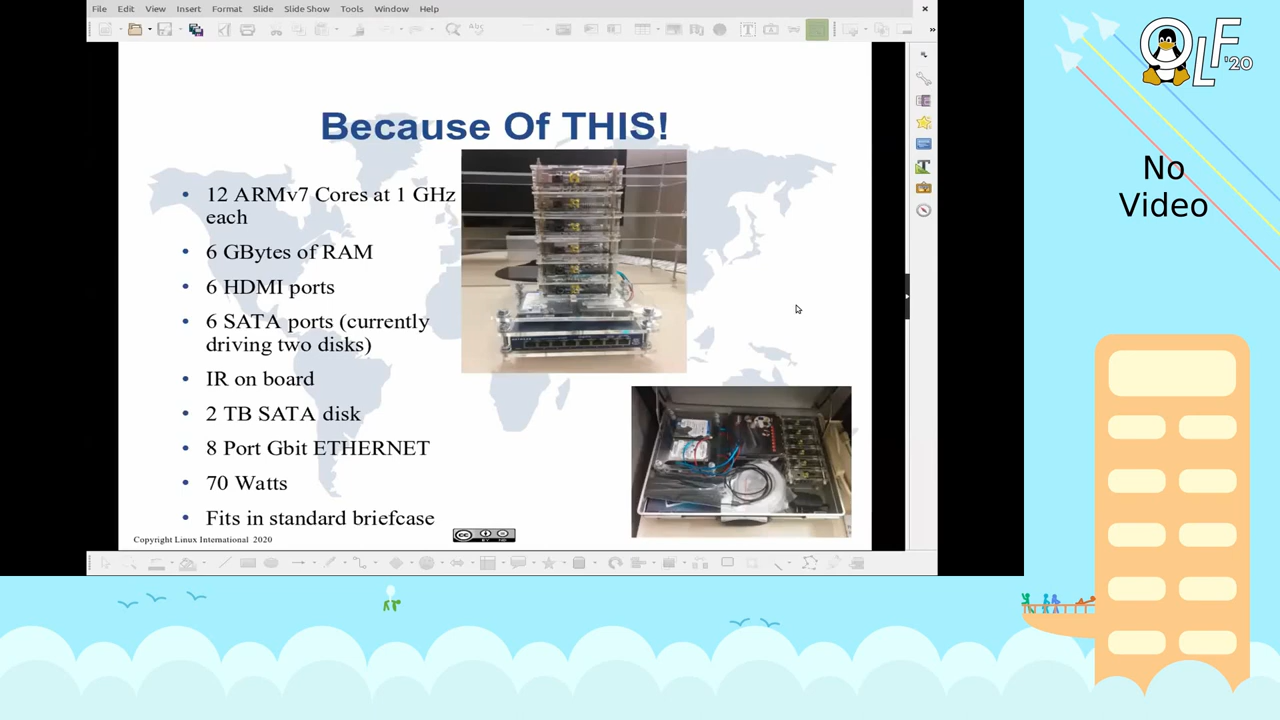 File Edit View Insert Format Slide Slide Show Tools Window Help
OLF '20
No
Video
Because Of THIS!
• 12 ARMv7 Cores at 1 GHz
each
• 6 GBytes of RAM
• 6 HDMI ports
• 6 SATA ports (currently
driving two disks)
• IR on board
• 2 TB SATA disk
• 8 Port Gbit ETHERNET
• 70 Watts
• Fits in standard briefcase
Copyright Linux International 2020